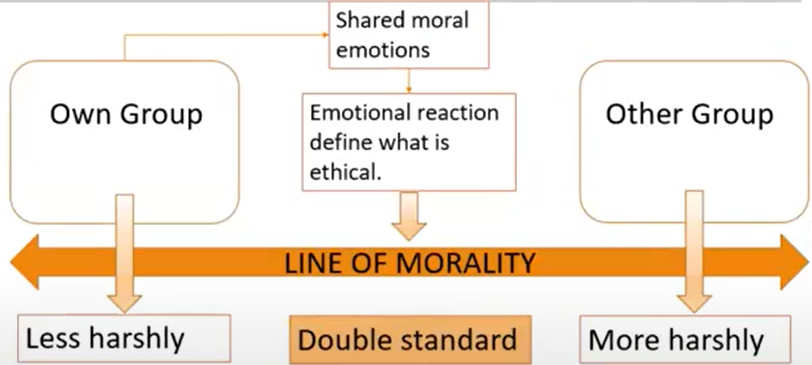 Shared moral
emotions
Own Group
Emotional reaction
define what is
ethical.
Other Group
LINE OF MORALITY
Less harshly
Double standard
More harshly